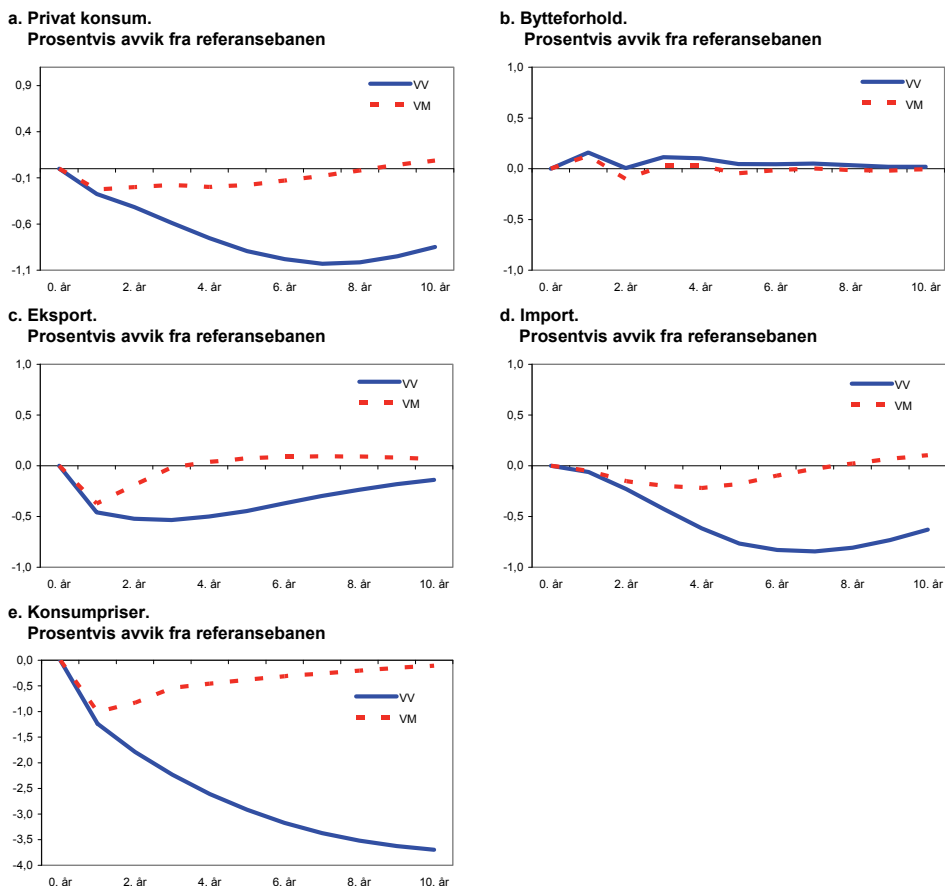 a. Privat konsum.
Prosentvis avvik fra referansebanen
0,9
0,4
-0,1
-0,6
-1,1
VV
VM
0. år 2. år 4. år 6. år 8. år 10. år
b. Bytteforhold.
Prosentvis avvik fra referansebanen
1,0
0,5
0,0
-0,5
-1,0
VV
VM
0. år 2. år 4. år 6. år 8. år 10. år
c. Eksport.
Prosentvis avvik fra referansebanen
1,0
0,5
0,0
-0,5
-1,0
VV
VM
0. år 2. år 4. år 6. år 8. år 10. år
d. Import.
Prosentvis avvik fra referansebanen
1,0
0,5
0,0
-0,5
-1,0
VV
VM
0. år 2. år 4. år 6. år 8. år 10. år
e. Konsumpriser.
Prosentvis avvik fra referansebanen
0,0
-0,5
-1,0
-1,5
-2,0
-2,5
-3,0
-3,5
-4,0
VV
VM
0. år 2. år 4. år 6. år 8. år 10. år